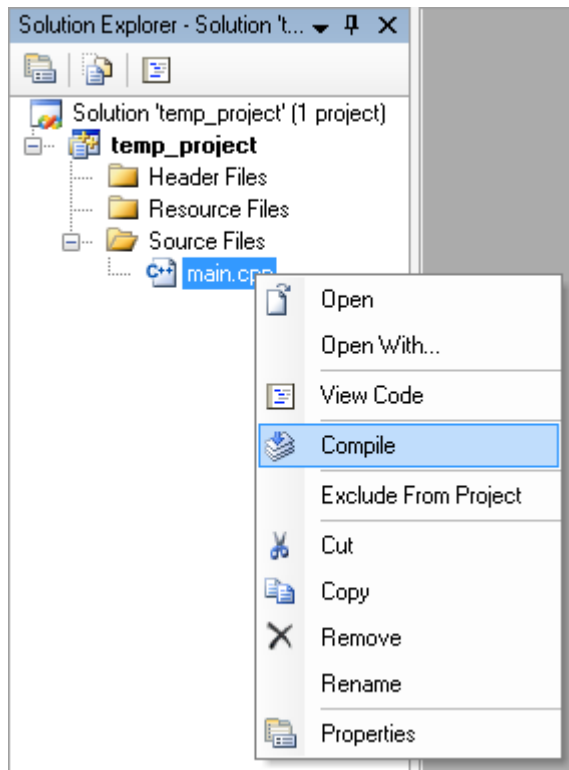 Solution Explorer - Solution 't...
Solution 'temp_project' (1 project)
temp_project
Header Files
Resource Files
Source Files
C++ main.cpp
Open
Open With...
View Code
Compile
Exclude From Project
Cut
Copy
Remove
Rename
Properties